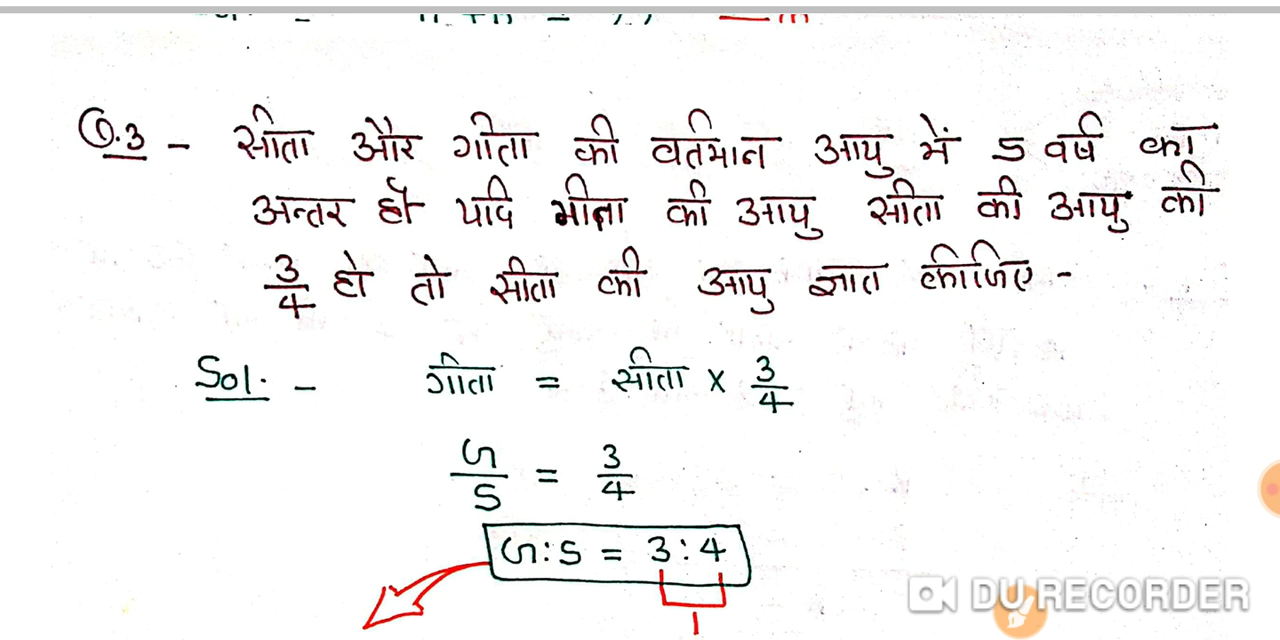 Q.3 - सीता और गीता की वर्तमान आयु में 5 वर्ष का
अन्तर है यदि गीता की आयु सीता की आयु की
3/4 हो तो सीता की आयु ज्ञात कीजिए -
Sol. - गीता = सीता × 3/4
G/S = 3/4
G:S = 3:4
1
DU RECORDER